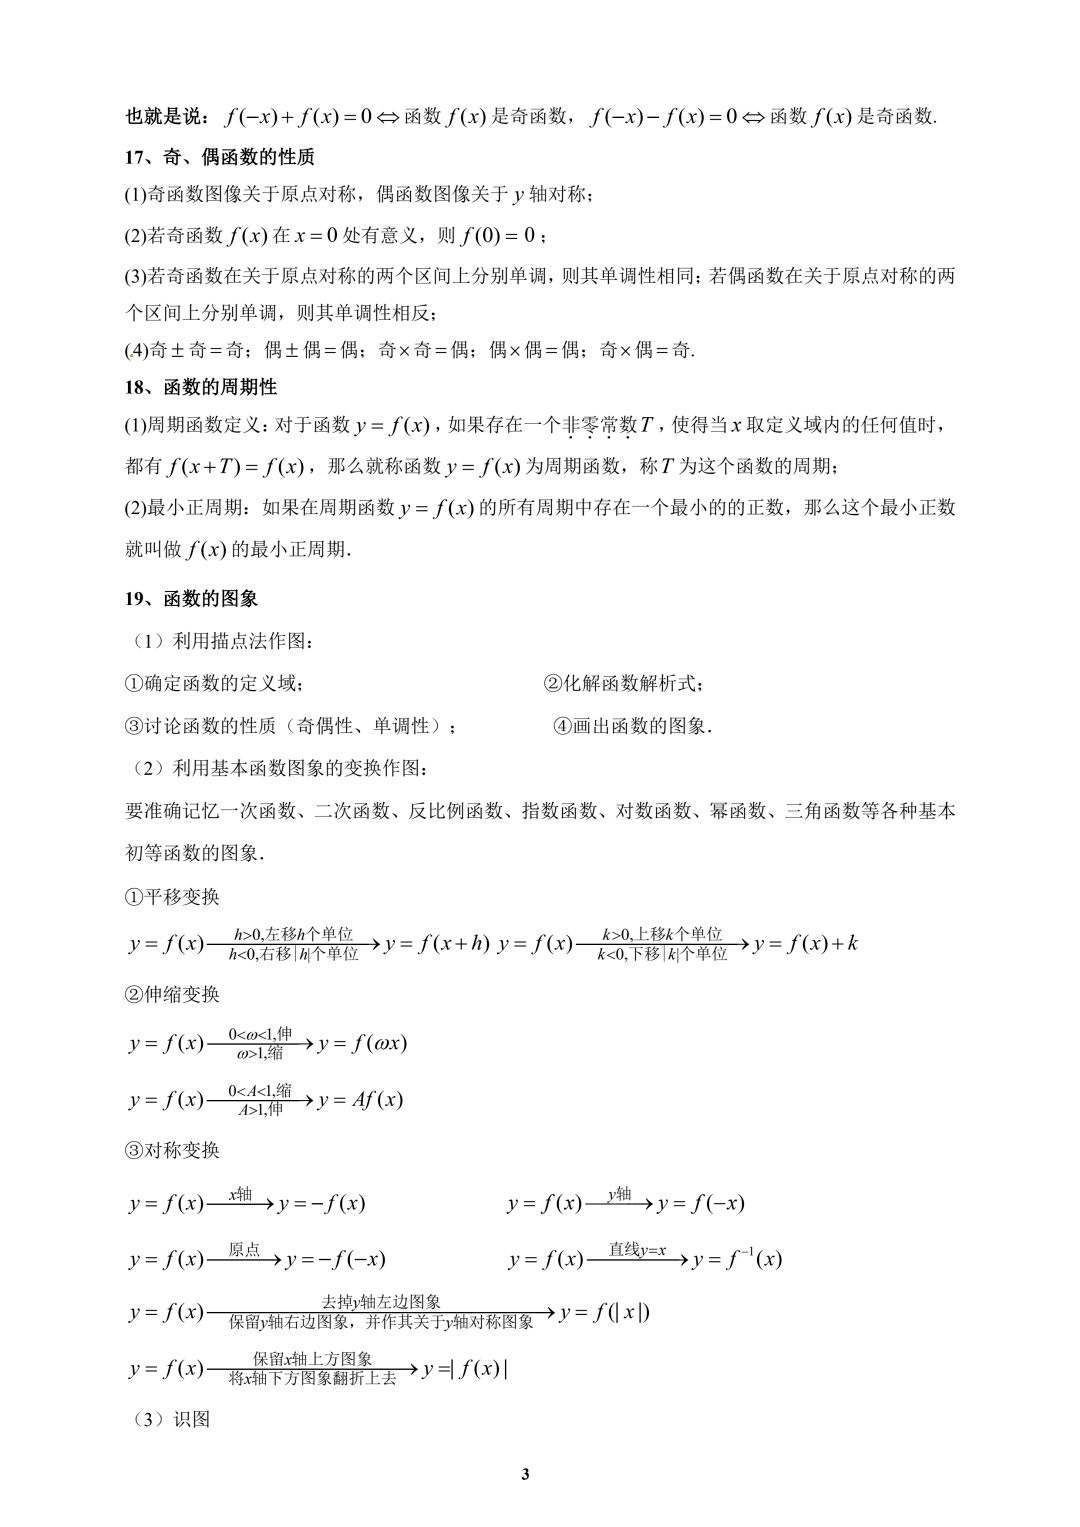 也就是说：f(−x)+f(x)=0⇔函数f(x)是奇函数，f(−x)−f(x)=0⇔函数f(x)是奇函数.
17、奇、偶函数的性质
(1)奇函数图像关于原点对称，偶函数图像关于y轴对称；
(2)若奇函数f(x)在x=0处有意义，则f(0)=0；
(3)若奇函数在关于原点对称的两个区间上分别单调，则其单调性相同；若偶函数在关于原点对称的两
个区间上分别单调，则其单调性相反；
(4)奇±奇=奇；偶±偶=偶；奇×奇=偶；偶×偶=偶；奇×偶=奇.
18、函数的周期性
(1)周期函数定义：对于函数y=f(x)，如果存在一个非零常数T，使得当x取定义域内的任何值时，
都有f(x+T)=f(x)，那么就称函数y=f(x)为周期函数，称T为这个函数的周期；
(2)最小正周期：如果在周期函数y=f(x)的所有周期中存在一个最小的的正数，那么这个最小正数
就叫做f(x)的最小正周期．
19、函数的图象
（1）利用描点法作图：
①确定函数的定义域； ②化解函数解析式；
③讨论函数的性质（奇偶性、单调性）； ④画出函数的图象．
（2）利用基本函数图象的变换作图：
要准确记忆一次函数、二次函数、反比例函数、指数函数、对数函数、幂函数、三角函数等各种基本
初等函数的图象．
①平移变换
y=f(x) h>0,左移h个单位 h<0,右移|h|个单位 →y=f(x+h) y=f(x) k>0,上移k个单位 k<0,下移|k|个单位 →y=f(x)+k
②伸缩变换
y=f(x) 0<ω<1,伸 ω>1,缩 →y=f(ωx)
y=f(x) 0<A<1,缩 A>1,伸 →y=Af(x)
③对称变换
y=f(x) x轴 →y=−f(x) y=f(x) y轴 →y=f(−x)
y=f(x) 原点 →y=−f(−x) y=f(x) 直线y=x →y=f⁻¹(x)
y=f(x) 去掉y轴左边图象 保留y轴右边图象，并作其关于y轴对称图象 →y=f(|x|)
y=f(x) 保留x轴上方图象 将x轴下方图象翻折上去 →y=|f(x)|
（3）识图
3